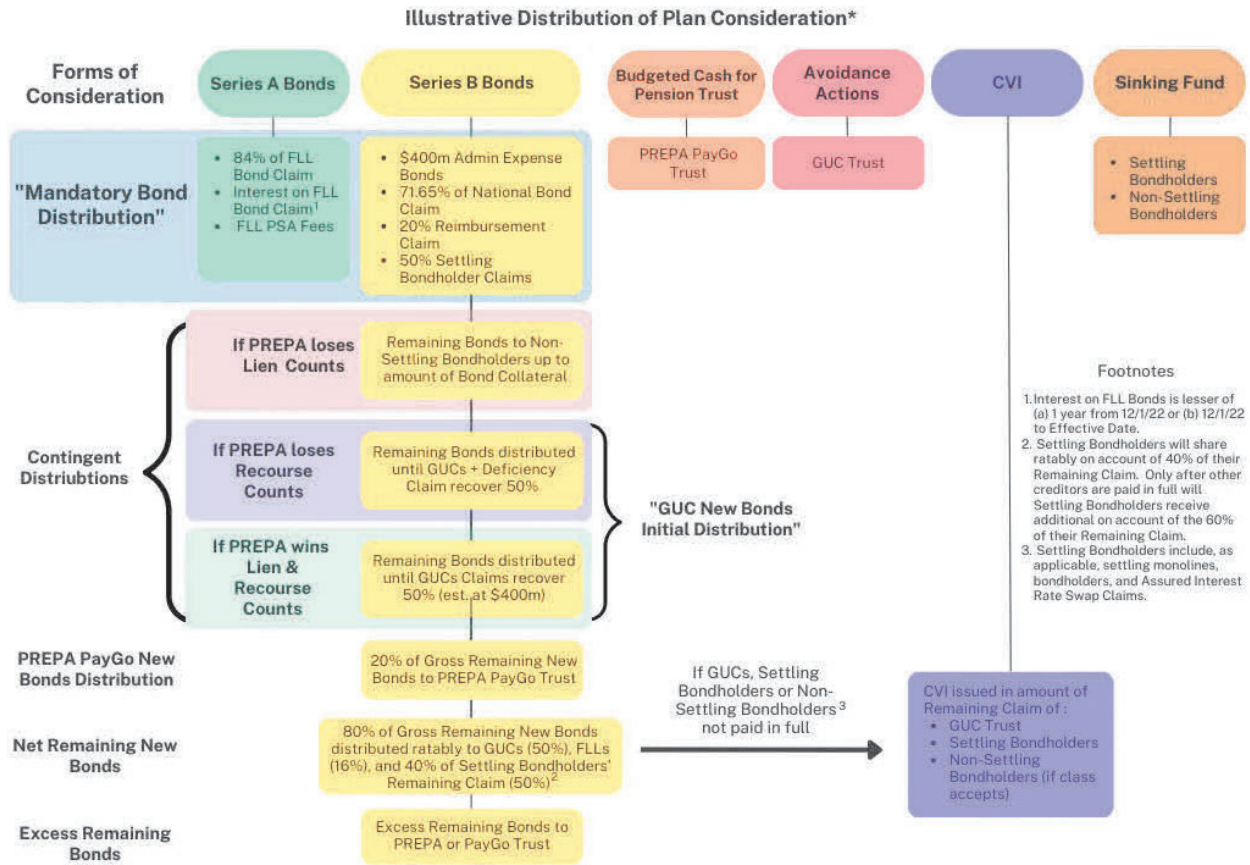 Illustrative Distribution of Plan Consideration*
Forms of
Consideration
Series A Bonds
Series B Bonds
Budgeted Cash for
Pension Trust
Avoidance
Actions
CVI
Sinking Fund
"Mandatory Bond
Distribution"
• 84% of FLL
Bond Claim
• Interest on FLL
Bond Claim¹
• FLL PSA Fees
• $400m Admin Expense
Bonds
• 71.65% of National Bond
Claim
• 20% Reimbursement
Claim
• 50% Settling
Bondholder Claims
PREPA PayGo
Trust
GUC Trust
• Settling
Bondholders
• Non-Settling
Bondholders
Contingent
Distriubtions
If PREPA loses
Lien Counts
Remaining Bonds to Non-
Settling Bondholders up to
amount of Bond Collateral
If PREPA loses
Recourse
Counts
Remaining Bonds distributed
until GUCs + Deficiency
Claim recover 50%
If PREPA wins
Lien &
Recourse
Counts
Remaining Bonds distributed
until GUCs Claims recover
50% (est. at $400m)
"GUC New Bonds
Initial Distribution"
Footnotes
1. Interest on FLL Bonds is lesser of
(a) 1 year from 12/1/22 or (b) 12/1/22
to Effective Date.
2. Settling Bondholders will share
ratably on account of 40% of their
Remaining Claim. Only after other
creditors are paid in full will
Settling Bondholders receive
additional on account of the 60%
of their Remaining Claim.
3. Settling Bondholders include, as
applicable, settling monolines,
bondholders, and Assured Interest
Rate Swap Claims.
PREPA PayGo New
Bonds Distribution
20% of Gross Remaining New
Bonds to PREPA PayGo Trust
Net Remaining New
Bonds
80% of Gross Remaining New Bonds
distributed ratably to GUCs (50%), FLLs
(16%), and 40% of Settling Bondholders'
Remaining Claim (50%)²
If GUCs, Settling
Bondholders or Non-
Settling Bondholders³
not paid in full
CVI issued in amount of
Remaining Claim of :
• GUC Trust
• Settling Bondholders
• Non-Settling
Bondholders (if class
accepts)
Excess Remaining
Bonds
Excess Remaining Bonds to
PREPA or PayGo Trust